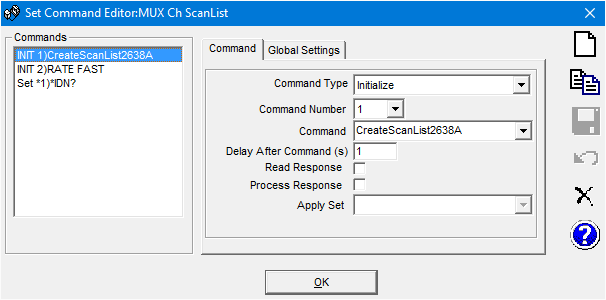 Set Command Editor:MUX Ch ScanList
Commands
INIT 1)CreateScanList2638A
INIT 2)RATE FAST
Set *1)*IDN?
Command
Global Settings
Command Type
Initialize
Command Number
1
Command
CreateScanList2638A
Delay After Command (s)
1
Read Response
Process Response
Apply Set
?
OK